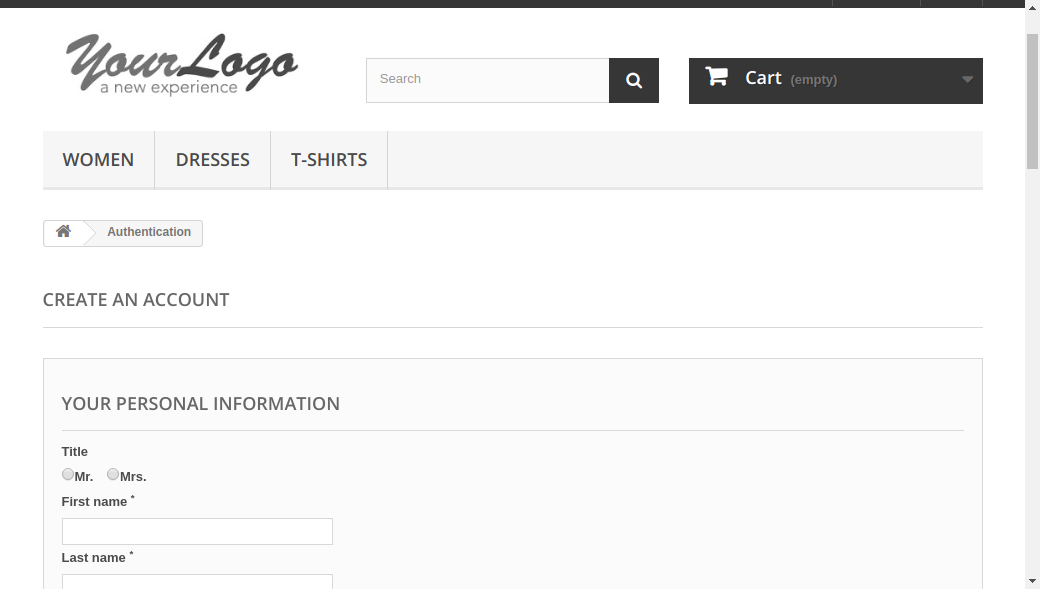 YourLogo
a new experience
Search
Cart (empty)
WOMEN DRESSES T-SHIRTS
Authentication
CREATE AN ACCOUNT
YOUR PERSONAL INFORMATION
Title
Mr. Mrs.
First name *
Last name *